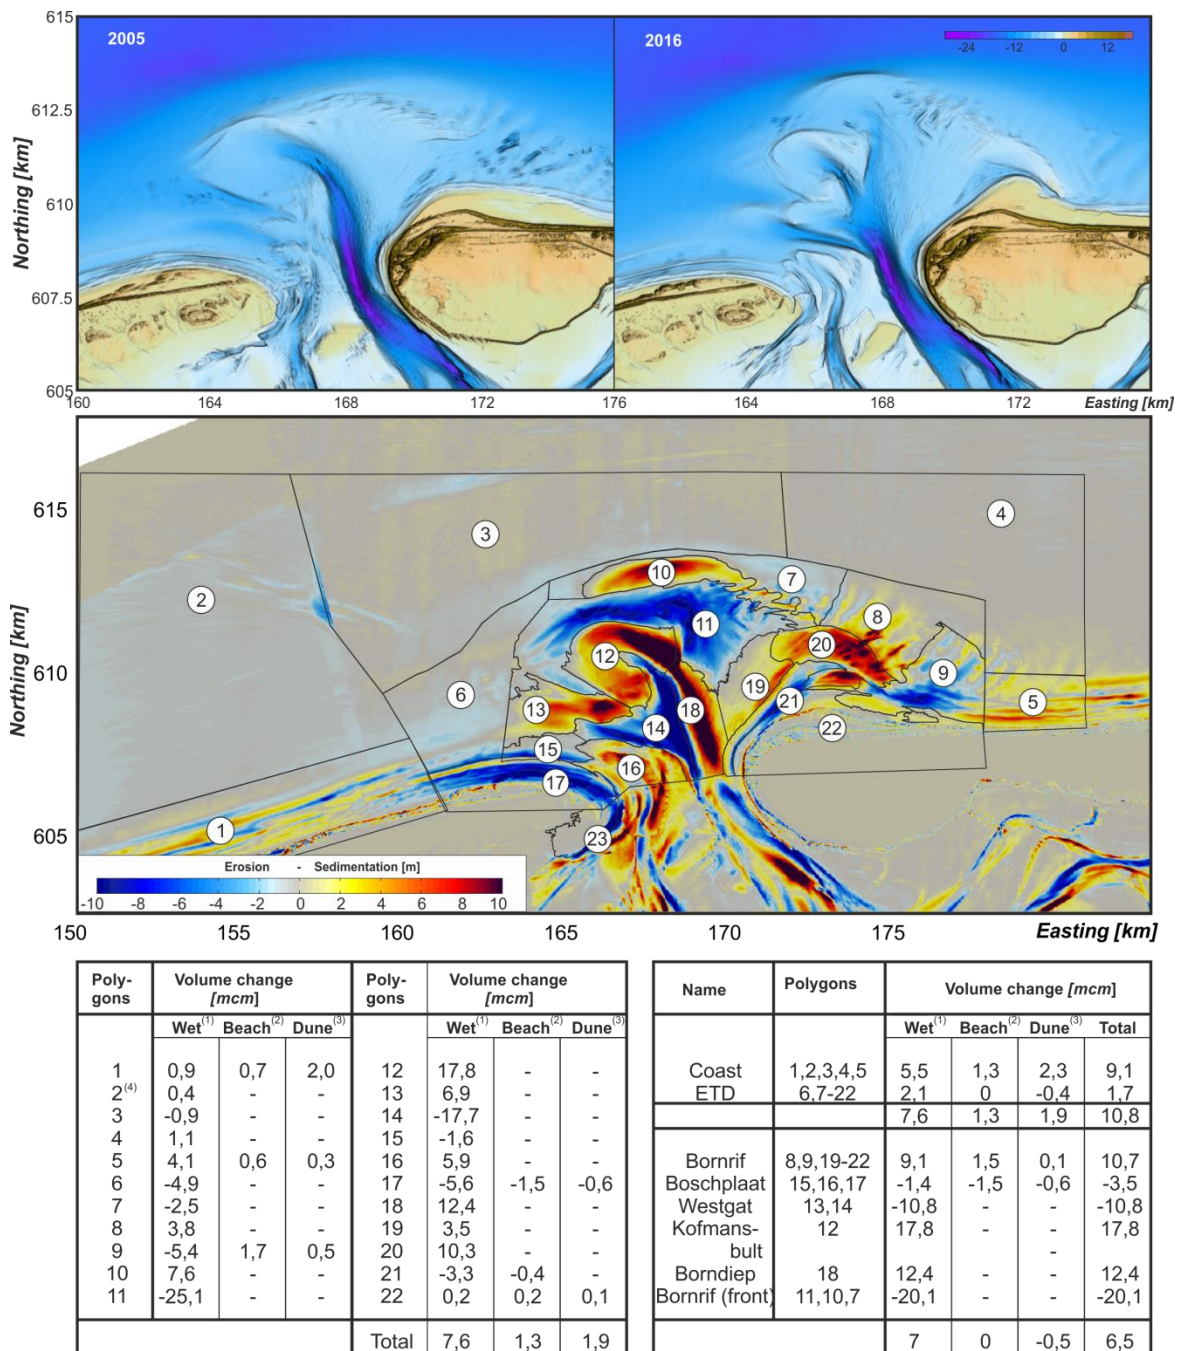 615
2005
2016
-24 -12 0 12
612.5
610
607.5
605
Northing [km]
160 164 168 172 176 164 168 172 Easting [km]
615
610
605
Northing [km]
1
2
3
4
5
6
7
8
9
10
11
12
13
14
15
16
17
18
19
20
21
22
23
Erosion - Sedimentation [m]
-10 -8 -6 -4 -2 0 2 4 6 8 10
150 155 160 165 170 175 Easting [km]
Poly-gons Volume change [mcm] Poly-gons Volume change [mcm]
Wet(1) Beach(2) Dune(3) Wet(1) Beach(2) Dune(3)
1 0,9 0,7 2,0 12 17,8 - -
2(4) 0,4 - - 13 6,9 - -
3 -0,9 - - 14 -17,7 - -
4 1,1 - - 15 -1,6 - -
5 4,1 0,6 0,3 16 5,9 - -
6 -4,9 - - 17 -5,6 -1,5 -0,6
7 -2,5 - - 18 12,4 - -
8 3,8 - - 19 3,5 - -
9 -5,4 1,7 0,5 20 10,3 - -
10 7,6 - - 21 -3,3 -0,4 -
11 -25,1 - - 22 0,2 0,2 0,1
Total 7,6 1,3 1,9
Name Polygons Volume change [mcm]
Wet(1) Beach(2) Dune(3) Total
Coast 1,2,3,4,5 5,5 1,3 2,3 9,1
ETD 6,7-22 2,1 0 -0,4 1,7
7,6 1,3 1,9 10,8
Bornrif 8,9,19-22 9,1 1,5 0,1 10,7
Boschplaat 15,16,17 -1,4 -1,5 -0,6 -3,5
Westgat 13,14 -10,8 - - -10,8
Kofmans- 12 17,8 - - 17,8
bult -
Borndiep 18 12,4 - - 12,4
Bornrif (front) 11,10,7 -20,1 - - -20,1
7 0 -0,5 6,5